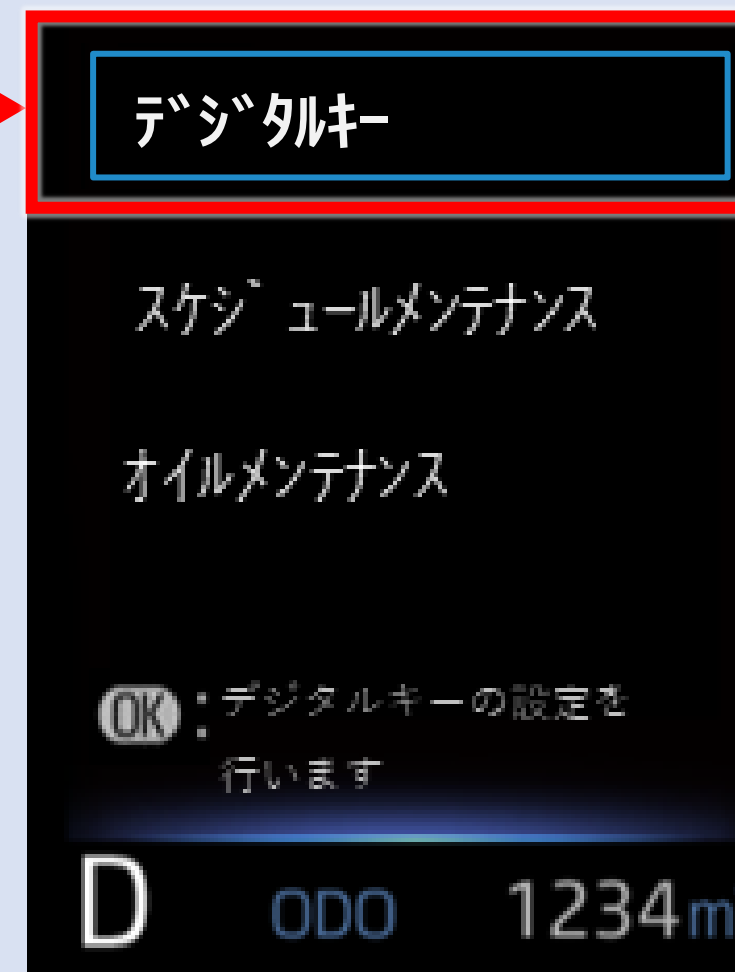 デジタルキー
スケジュールメンテナンス
オイルメンテナンス
OK:デジタルキーの設定を
行います
D ODO 1234m